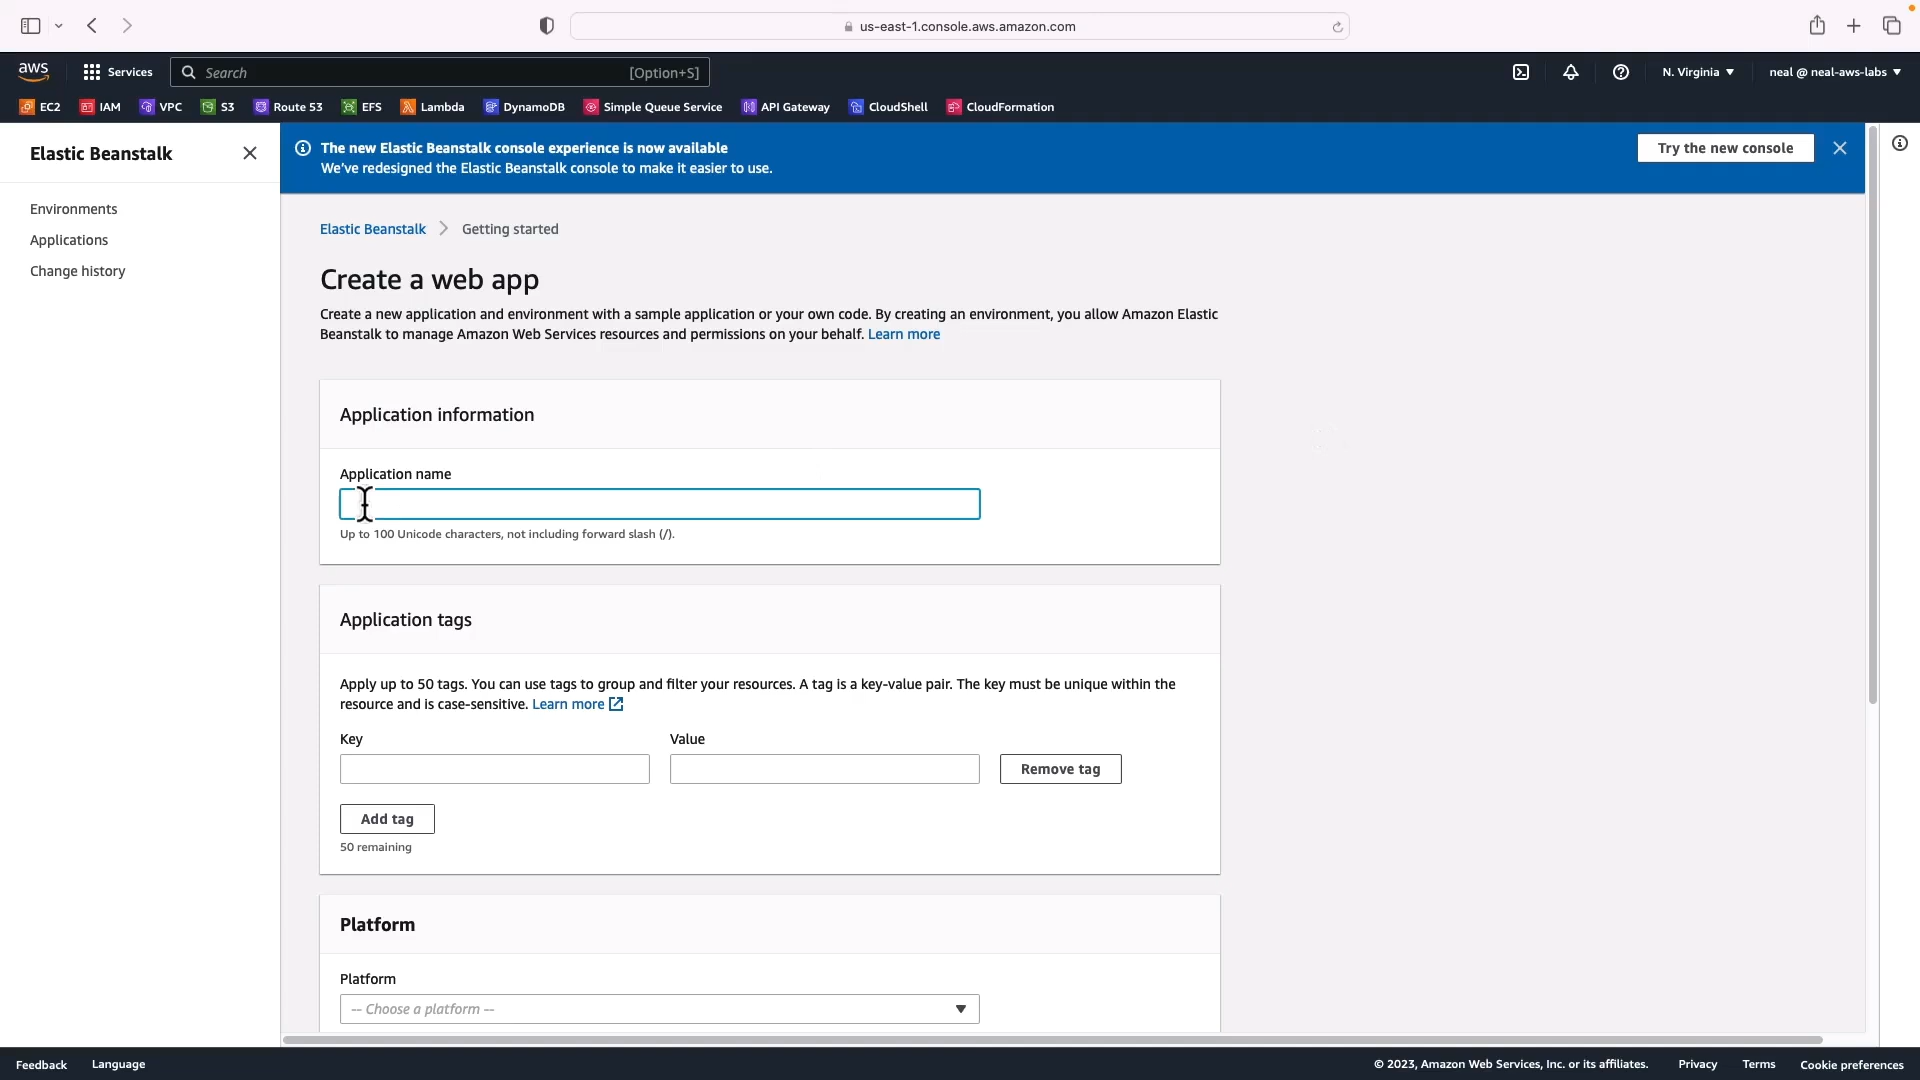 us-east-1.console.aws.amazon.com
aws
Services
Search
[Option+S]
N. Virginia
neal @ neal-aws-labs
EC2
IAM
VPC
S3
Route 53
EFS
Lambda
DynamoDB
Simple Queue Service
API Gateway
CloudShell
CloudFormation
Elastic Beanstalk
Environments
Applications
Change history
The new Elastic Beanstalk console experience is now available
We've redesigned the Elastic Beanstalk console to make it easier to use.
Try the new console
Elastic Beanstalk
Getting started
Create a web app
Create a new application and environment with a sample application or your own code. By creating an environment, you allow Amazon Elastic
Beanstalk to manage Amazon Web Services resources and permissions on your behalf. Learn more
Application information
Application name
Up to 100 Unicode characters, not including forward slash (/).
Application tags
Apply up to 50 tags. You can use tags to group and filter your resources. A tag is a key-value pair. The key must be unique within the
resource and is case-sensitive. Learn more
Key
Value
Remove tag
Add tag
50 remaining
Platform
Platform
-- Choose a platform --
Feedback
Language
© 2023, Amazon Web Services, Inc. or its affiliates.
Privacy
Terms
Cookie preferences